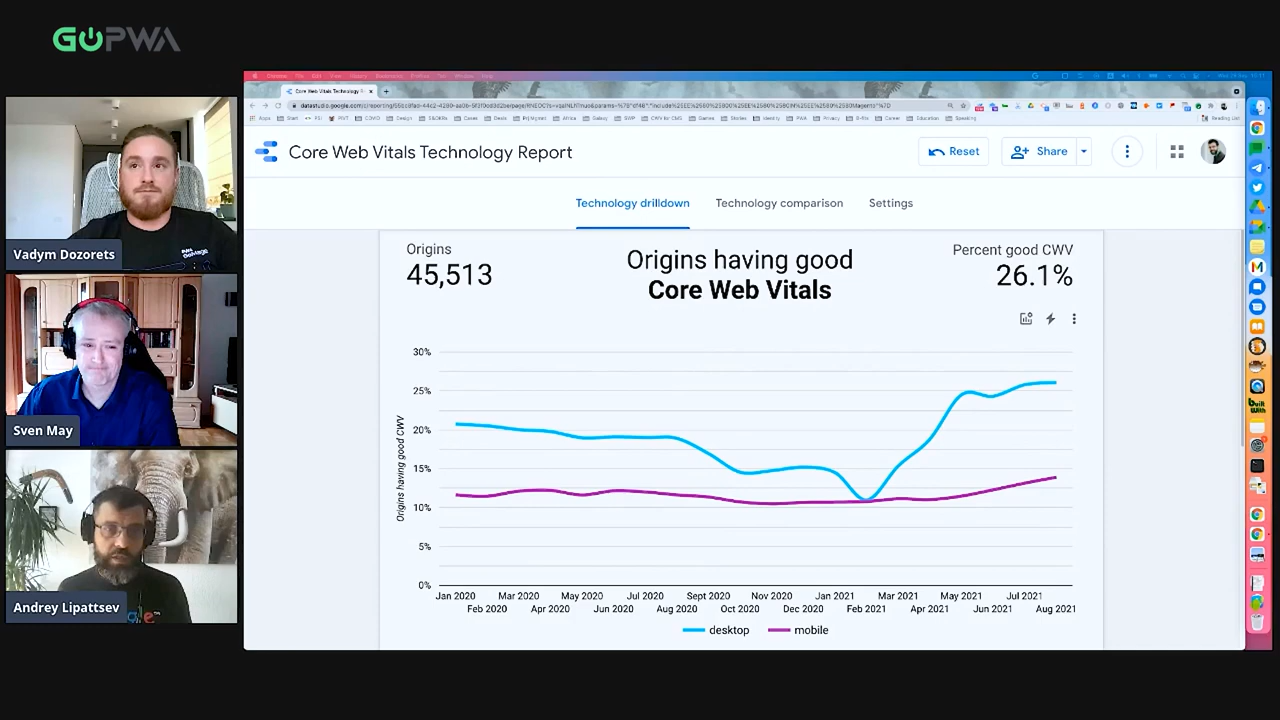 GOPWA
Core Web Vitals Technology R
Core Web Vitals Technology Report
Reset
Share
Technology drilldown
Technology comparison
Settings
Origins
45,513
Origins having good
Core Web Vitals
Percent good CWV
26.1%
30%
25%
20%
15%
10%
5%
0%
Origins having good CWV
Jan 2020
Feb 2020
Mar 2020
Apr 2020
May 2020
Jun 2020
Jul 2020
Aug 2020
Sept 2020
Oct 2020
Nov 2020
Dec 2020
Jan 2021
Feb 2021
Mar 2021
Apr 2021
May 2021
Jun 2021
Jul 2021
Aug 2021
desktop
mobile
Vadym Dozorets
Sven May
Andrey Lipattsev